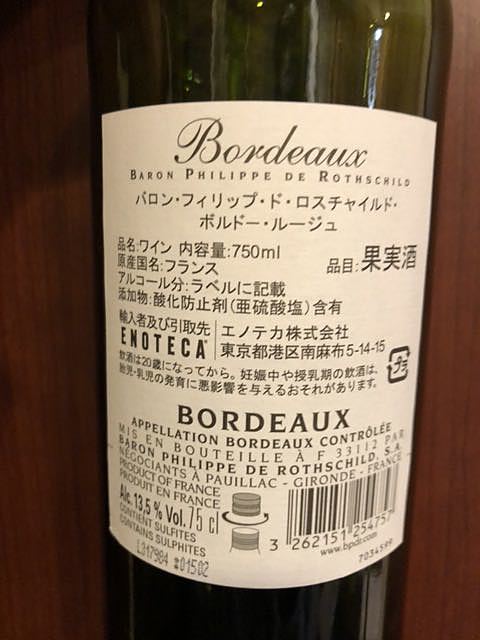 Bordeaux
BARON PHILIPPE DE ROTHSCHILD
バロン・フィリップ・ド・ロスチャイルド・
ボルドー・ルージュ
品名:ワイン 内容量:750ml
原産国名:フランス 品目:果実酒
アルコール分:ラベルに記載
添加物:酸化防止剤(亜硫酸塩)含有
輸入者及び引取先 エノテカ株式会社
ENOTECA 東京都港区南麻布5-14-15
飲酒は20歳になってから。妊娠中や授乳期の飲酒は、
胎児・乳児の発育に悪影響を与えるおそれがあります。
プラ
BORDEAUX
APPELLATION BORDEAUX CONTRÔLÉE
MIS EN BOUTEILLE À F 33112 PAR
BARON PHILIPPE DE ROTHSCHILD, S.A.
NÉGOCIANTS À PAUILLAC - GIRONDE - FRANCE
PRODUCT OF FRANCE
PRODUIT EN FRANCE
Alc. 13,5 % Vol. 75 cl
CONTIENT SULFITES
CONTAINS SULPHITES
3 262151 254757
www.bpdr.com
7034599